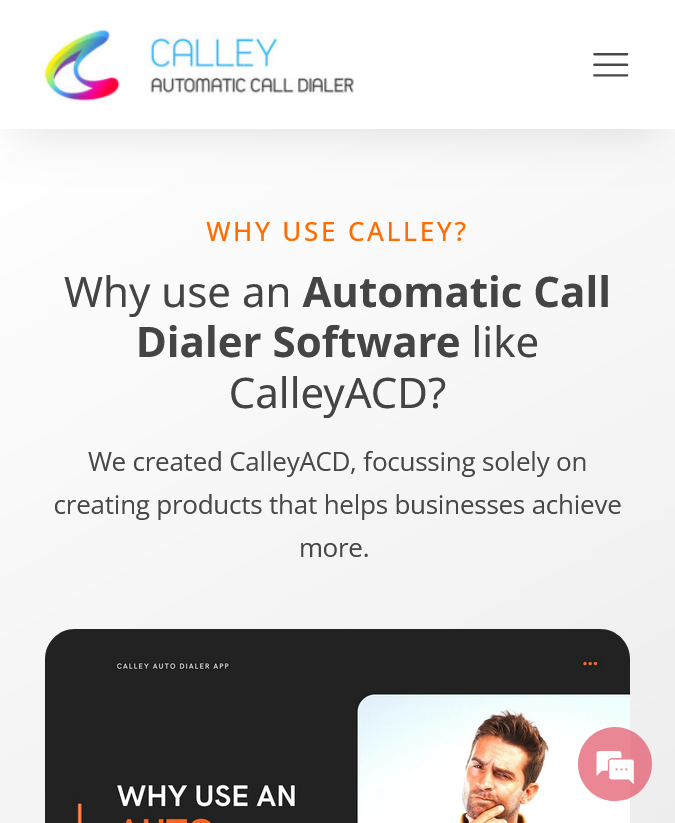 CALLEY
AUTOMATIC CALL DIALER
WHY USE CALLEY?
Why use an Automatic Call
Dialer Software like
CalleyACD?
We created CalleyACD, focussing solely on
creating products that helps businesses achieve
more.
CALLEY AUTO DIALER APP
WHY USE AN
AUTO